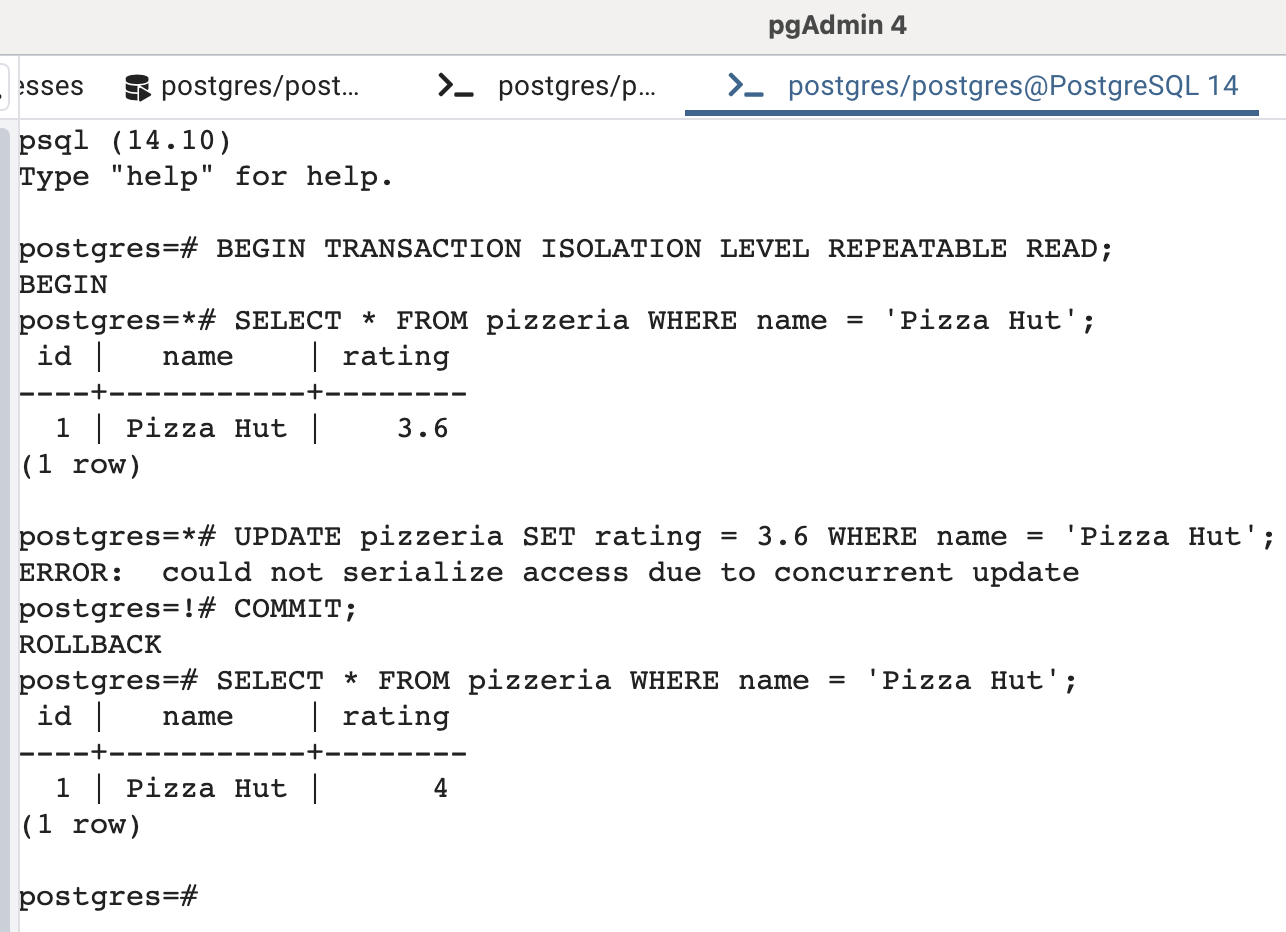 pgAdmin 4
esses postgres/post... postgres/p... postgres/postgres@PostgreSQL 14
psql (14.10)
Type "help" for help.
postgres=# BEGIN TRANSACTION ISOLATION LEVEL REPEATABLE READ;
BEGIN
postgres=*# SELECT * FROM pizzeria WHERE name = 'Pizza Hut';
 id |   name    | rating
----+-----------+--------
  1 | Pizza Hut |    3.6
(1 row)
postgres=*# UPDATE pizzeria SET rating = 3.6 WHERE name = 'Pizza Hut';
ERROR:  could not serialize access due to concurrent update
postgres=!# COMMIT;
ROLLBACK
postgres=# SELECT * FROM pizzeria WHERE name = 'Pizza Hut';
 id |   name    | rating
----+-----------+--------
  1 | Pizza Hut |      4
(1 row)
postgres=#